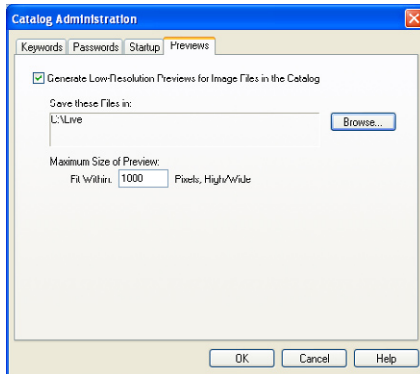 Catalog Administration
Keywords Passwords Startup Previews
Generate Low-Resolution Previews for Image Files in the Catalog
Save these Files in:
C:\Live
Browse...
Maximum Size of Preview:
Fit Within: 1000 Pixels, High/Wide
OK Cancel Help